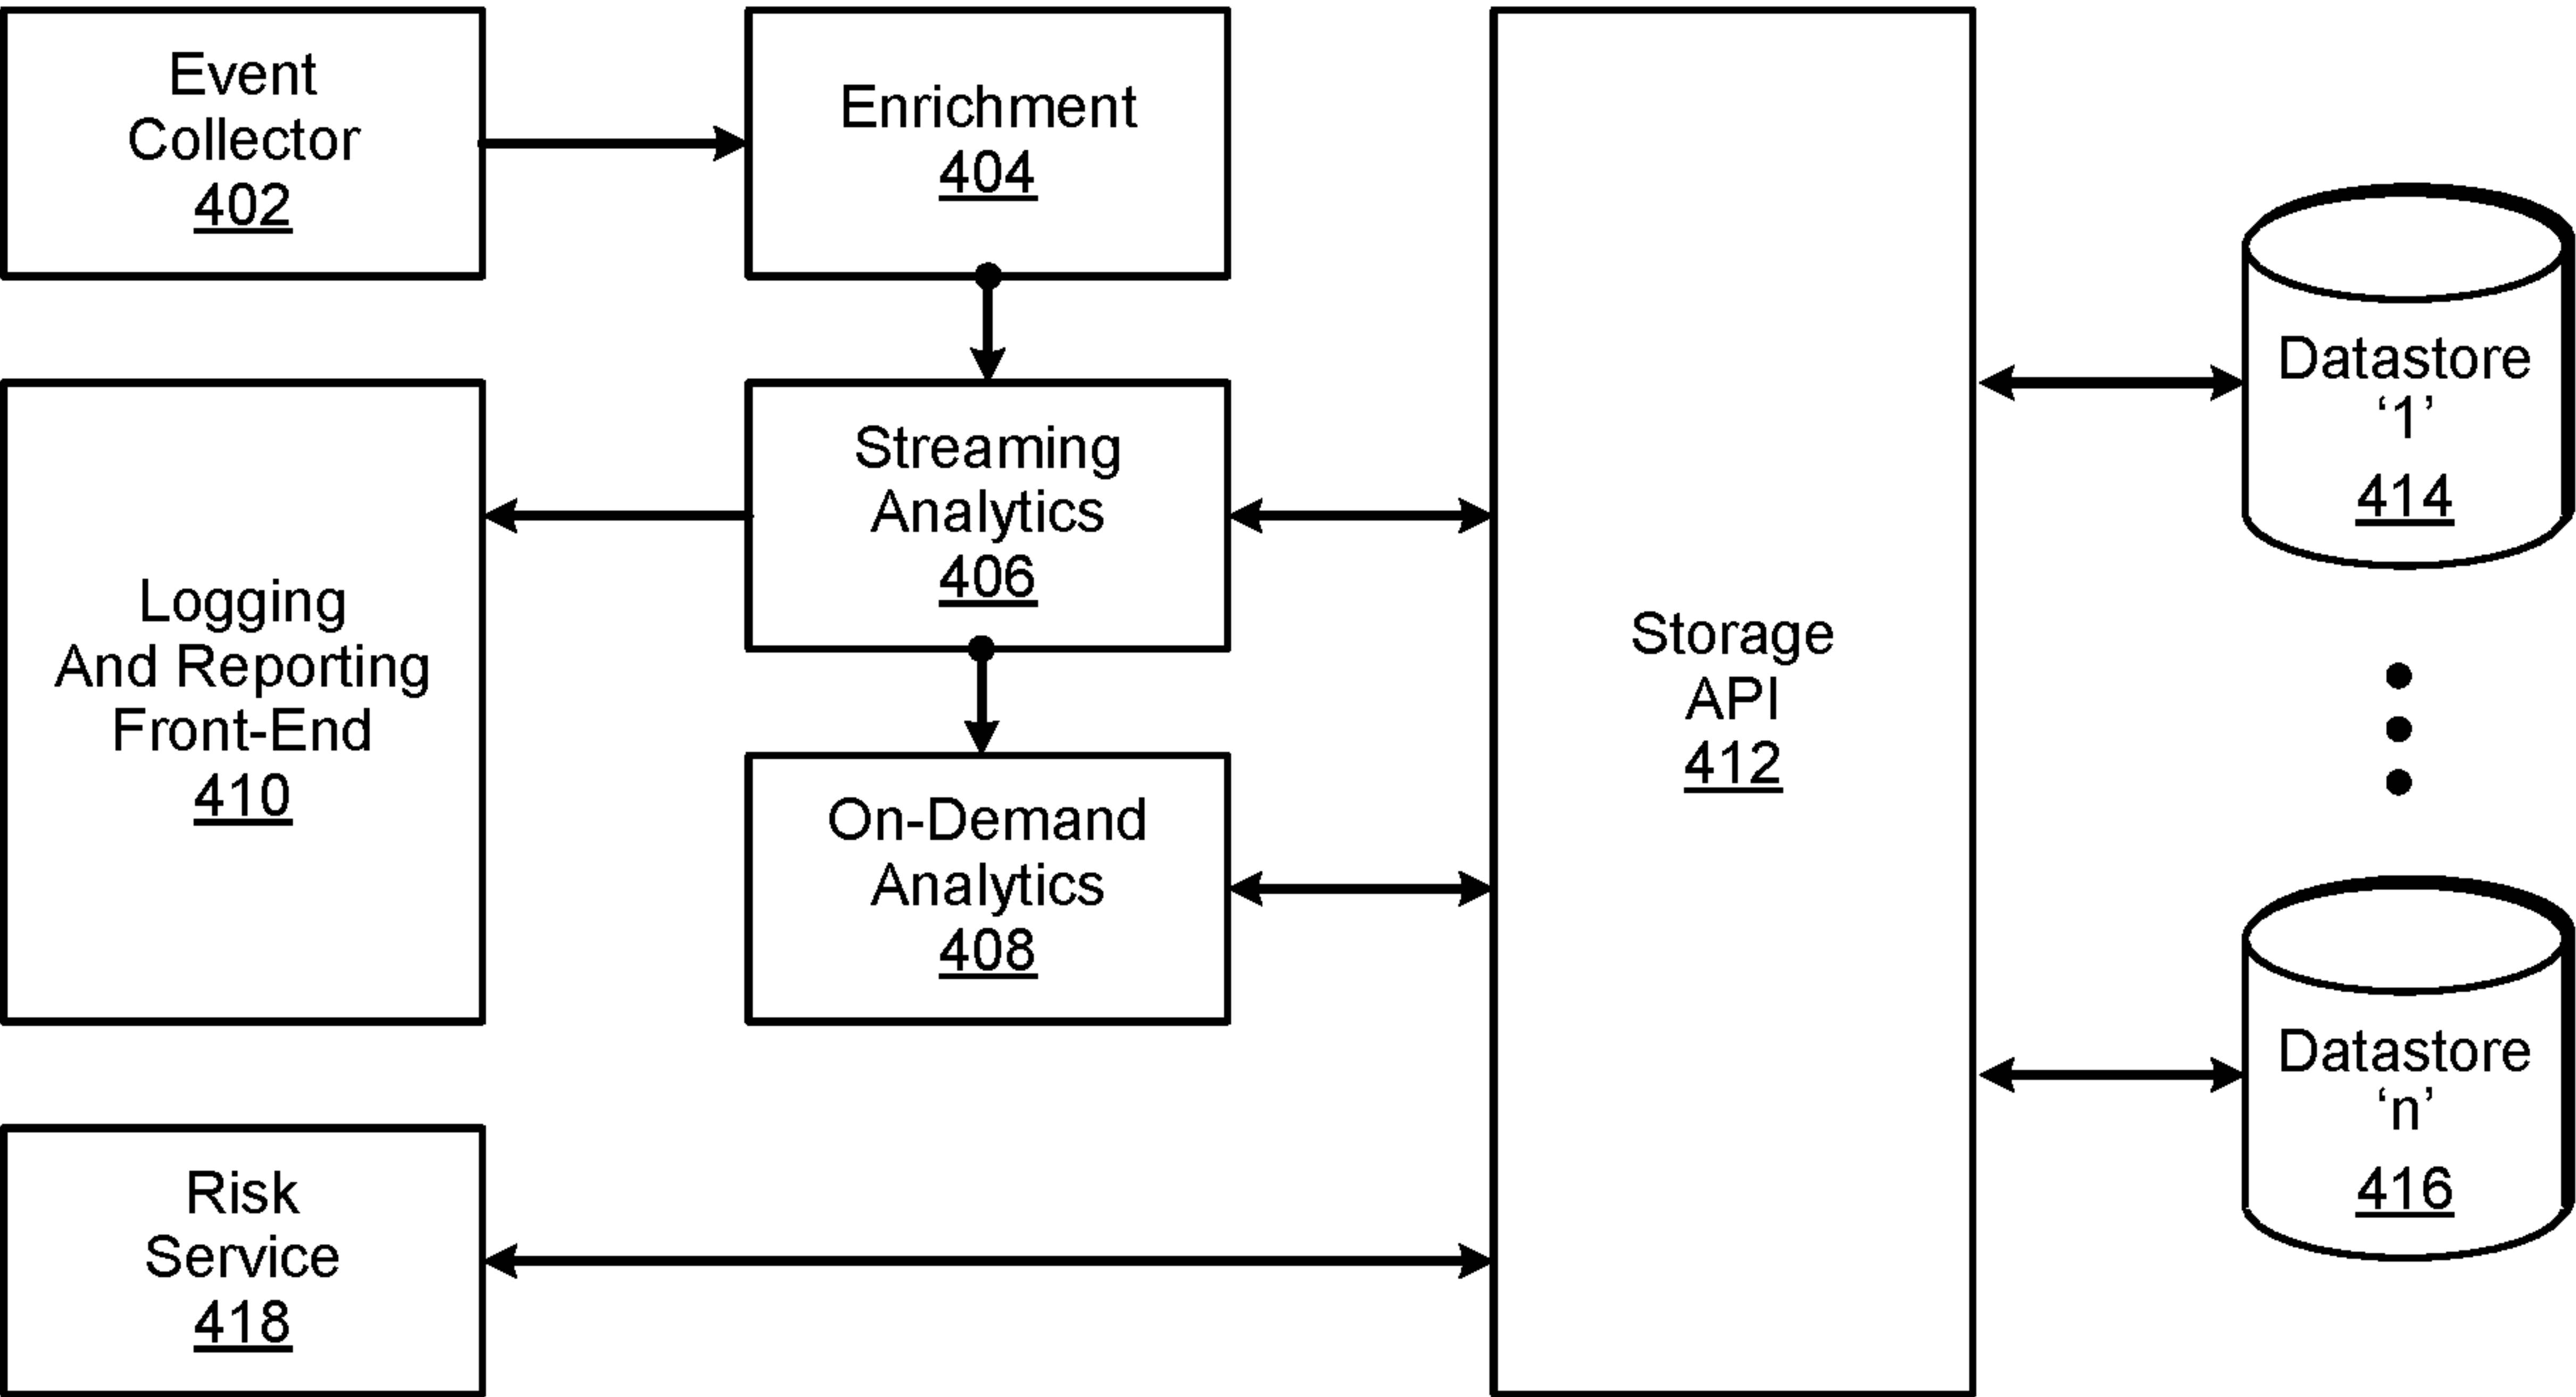 Event
Collector
402
Enrichment
404
Streaming
Analytics
406
Logging
And Reporting
Front-End
410
On-Demand
Analytics
408
Risk
Service
418
Storage
API
412
Datastore
‘1’
414
Datastore
‘n’
416